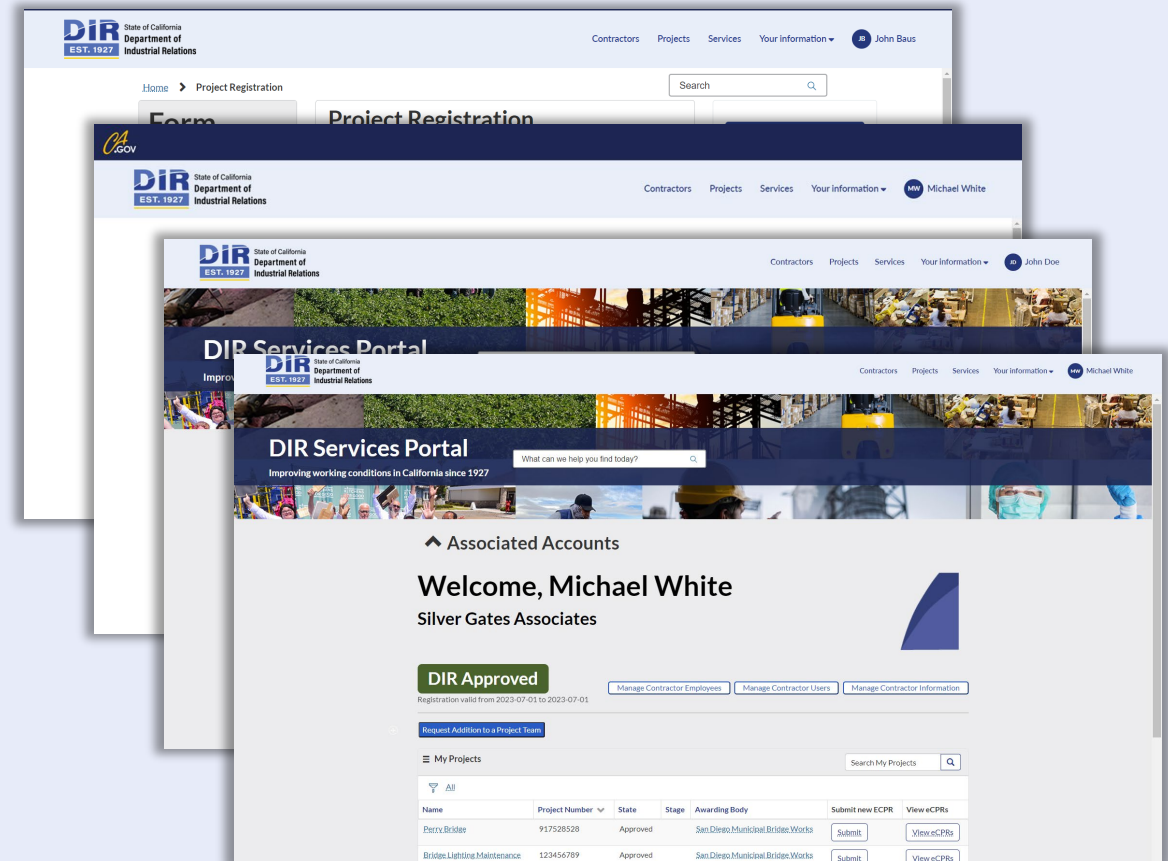 DIR
EST. 1927
State of California
Department of
Industrial Relations
Contractors Projects Services Your information JB John Baus
Home Project Registration
Search
Form
Project Registration
CA
.GOV
DIR
EST. 1927
State of California
Department of
Industrial Relations
Contractors Projects Services Your information MW Michael White
DIR
EST. 1927
State of California
Department of
Industrial Relations
Contractors Projects Services Your information JD John Doe
DIR Services Portal
Improv
DIR
EST. 1927
State of California
Department of
Industrial Relations
Contractors Projects Services Your information MW Michael White
DIR Services Portal
Improving working conditions in California since 1927
What can we help you find today?
Associated Accounts
Welcome, Michael White
Silver Gates Associates
DIR Approved
Registration valid from 2023-07-01 to 2023-07-01
Manage Contractor Employees Manage Contractor Users Manage Contractor Information
Request Addition to a Project Team
My Projects
Search My Projects
All
Name Project Number State Stage Awarding Body Submit new ECPR View eCPRs
Perry Bridge 917528528 Approved San Diego Municipal Bridge Works Submit View eCPRs
Bridge Lighting Maintenance 123456789 Approved San Diego Municipal Bridge Works Submit View eCPRs